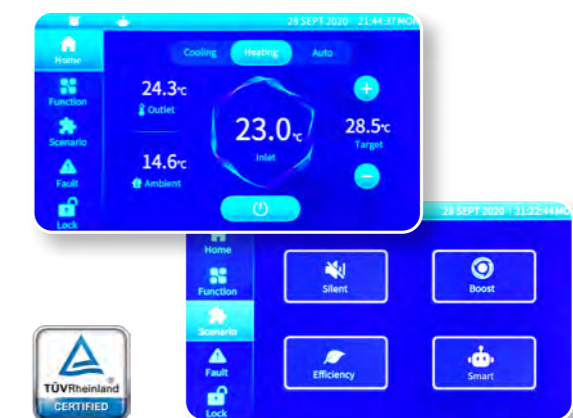 28 SEPT 2020 21:44:37 MON
Home
Cooling Heating Auto
Function
24.3°c
Outlet
23.0°c
Inlet
28.5°c
Target
Scenario
14.6°c
Ambient
Fault
Lock
28 SEPT 2020 21:22:44 MO
Home
Function
Silent
Boost
Scenario
Fault
Efficiency
Smart
Lock
TÜVRheinland
CERTIFIED